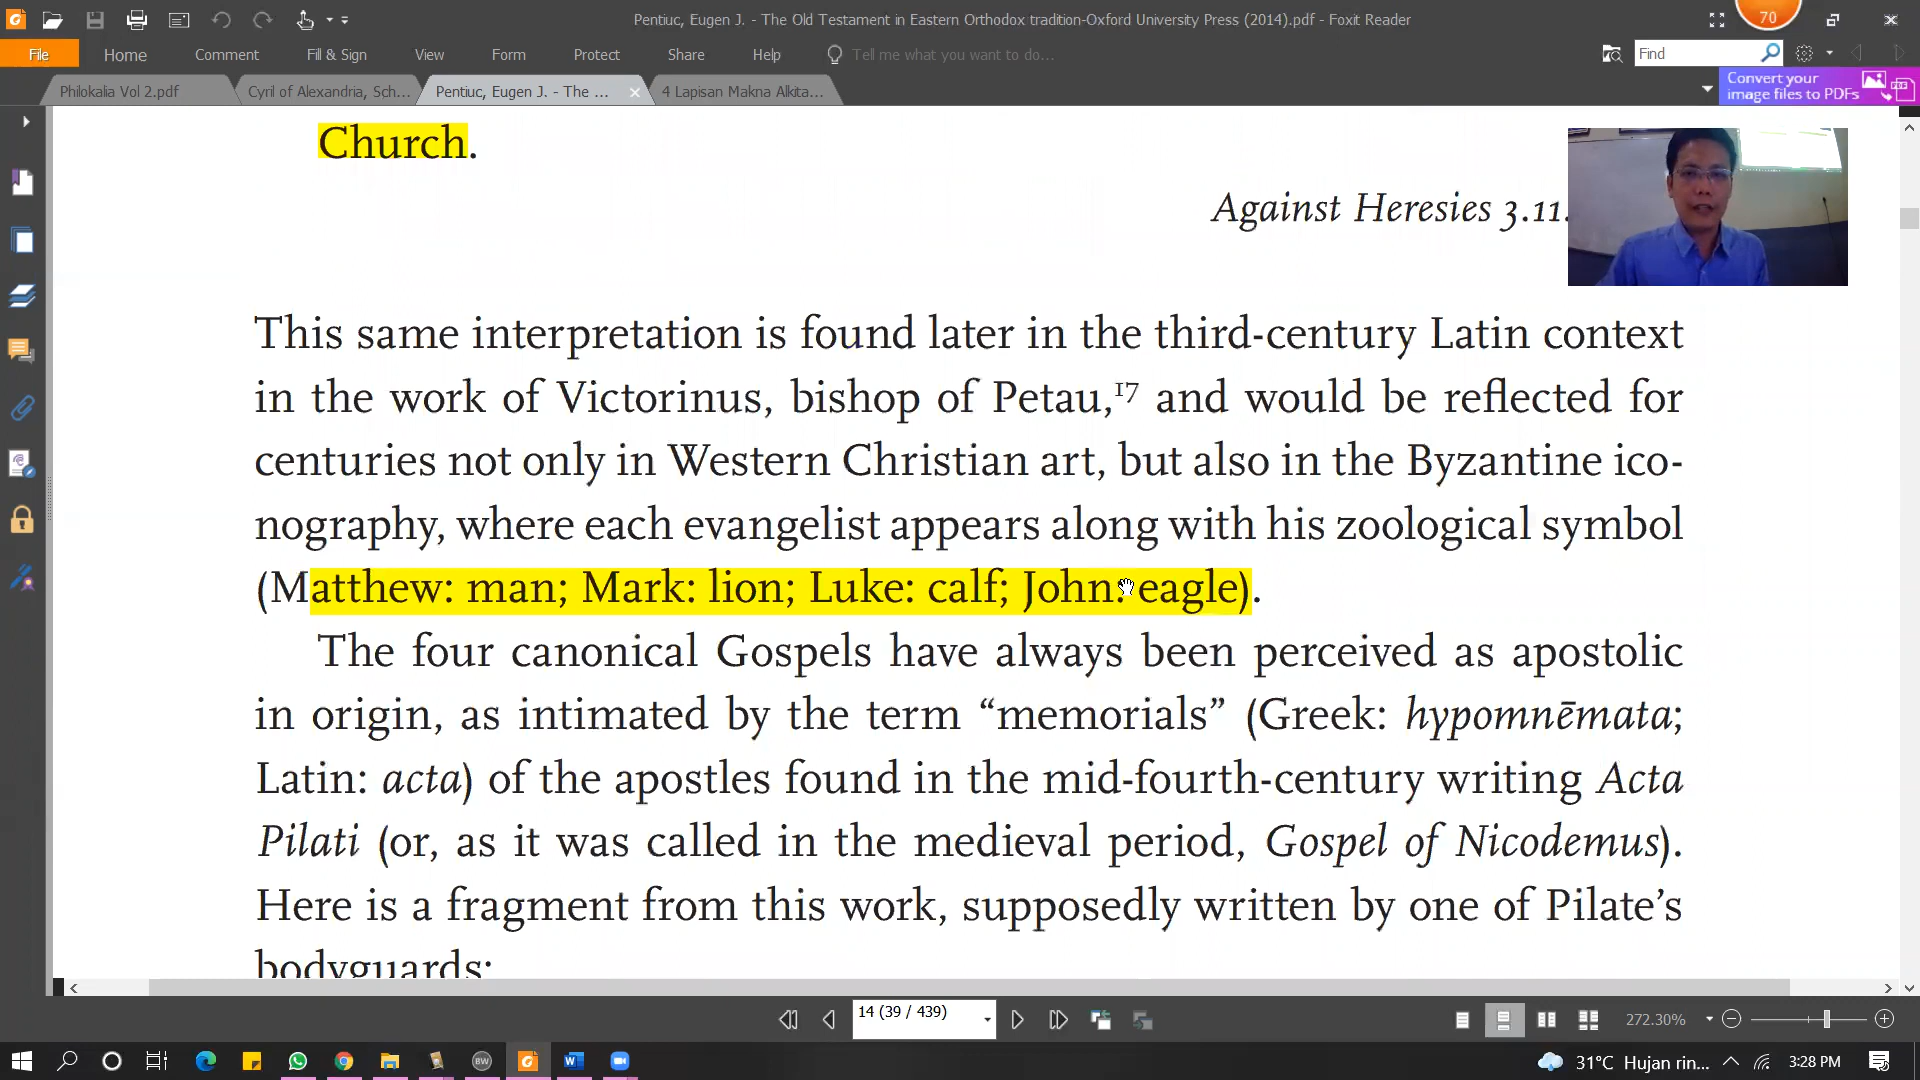 Pentiuc, Eugen J. - The Old Testament in Eastern Orthodox tradition-Oxford University Press (2014).pdf - Foxit Reader
70
File Home Comment Fill & Sign View Form Protect Share Help Tell me what you want to do... Find
Philokalia Vol 2.pdf Cyril of Alexandria, Sch... Pentiuc, Eugen J. - The ... 4 Lapisan Makna Alkita...
Convert your
image files to PDFs
Church.
Against Heresies 3.11.
This same interpretation is found later in the third-century Latin context
in the work of Victorinus, bishop of Petau,17 and would be reflected for
centuries not only in Western Christian art, but also in the Byzantine ico-
nography, where each evangelist appears along with his zoological symbol
(Matthew: man; Mark: lion; Luke: calf; John: eagle).
The four canonical Gospels have always been perceived as apostolic
in origin, as intimated by the term “memorials” (Greek: hypomnēmata;
Latin: acta) of the apostles found in the mid-fourth-century writing Acta
Pilati (or, as it was called in the medieval period, Gospel of Nicodemus).
Here is a fragment from this work, supposedly written by one of Pilate’s
bodyguards:
14 (39 / 439)
272.30%
31°C Hujan rin... 3:28 PM